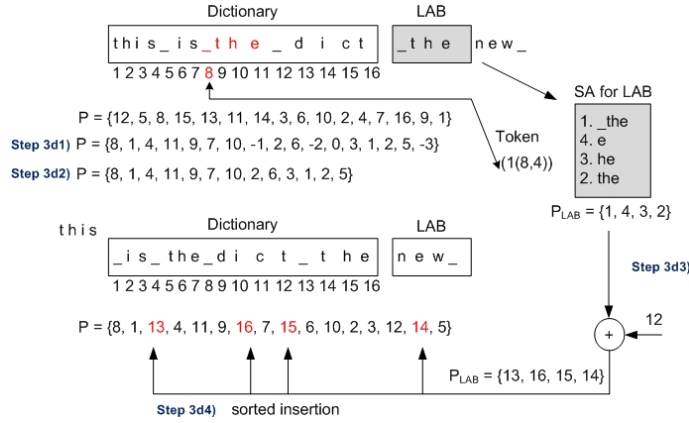 Dictionary LAB
this_is_the_dict _the new_
1 2 3 4 5 6 7 8 9 10 11 12 13 14 15 16
SA for LAB
P = {12, 5, 8, 15, 13, 11, 14, 3, 6, 10, 2, 4, 7, 16, 9, 1}
Step 3d1) P = {8, 1, 4, 11, 9, 7, 10, -1, 2, 6, -2, 0, 3, 1, 2, 5, -3}
Step 3d2) P = {8, 1, 4, 11, 9, 7, 10, 2, 6, 3, 1, 2, 5}
Token
(1(8,4))
1. _the
4. e
3. he
2. the
P LAB = {1, 4, 3, 2}
Dictionary LAB
this _is_the_dict_the new_
1 2 3 4 5 6 7 8 9 10 11 12 13 14 15 16
Step 3d3)
P = {8, 1, 13, 4, 11, 9, 16, 7, 15, 6, 10, 2, 3, 12, 14, 5}
+ 12
P LAB = {13, 16, 15, 14}
Step 3d4) sorted insertion